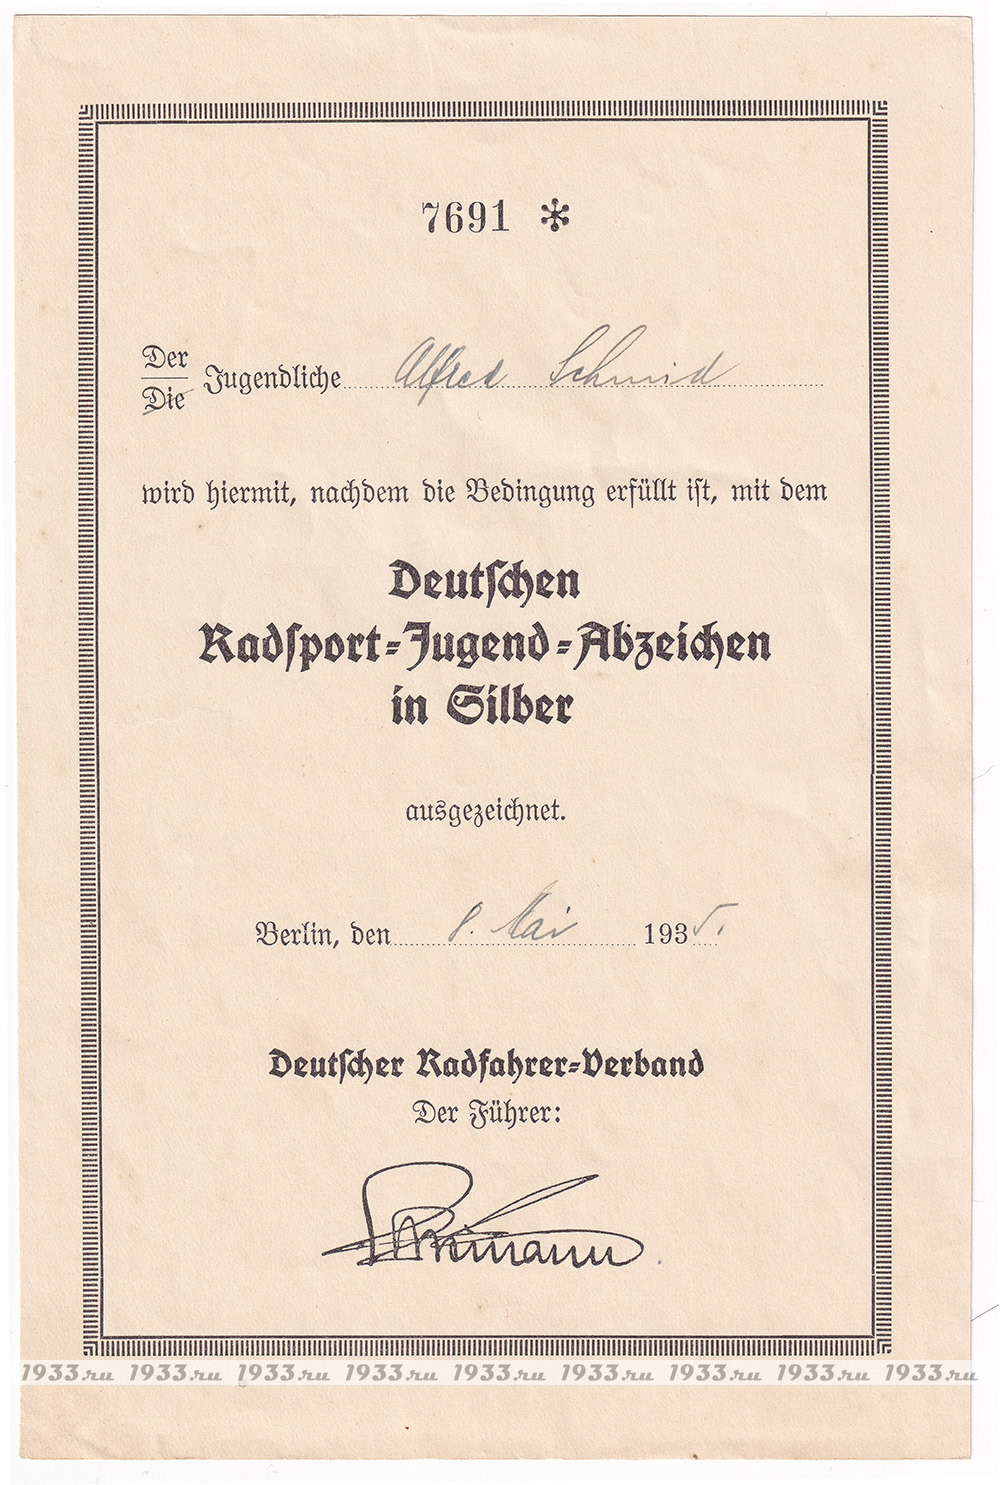 7691 *
Der
Die Jugendliche Alfred Schmid
wird hiermit, nachdem die Bedingung erfüllt ist, mit dem
Deutschen
Radsport-Jugend-Abzeichen
in Silber
ausgezeichnet.
Berlin, den 8. Mai 1935.
Deutscher Radfahrer-Verband
Der Führer:
1933.ru 1933.ru 1933.ru 1933.ru 1933.ru 1933.ru 1933.ru 1933.ru 1933.ru